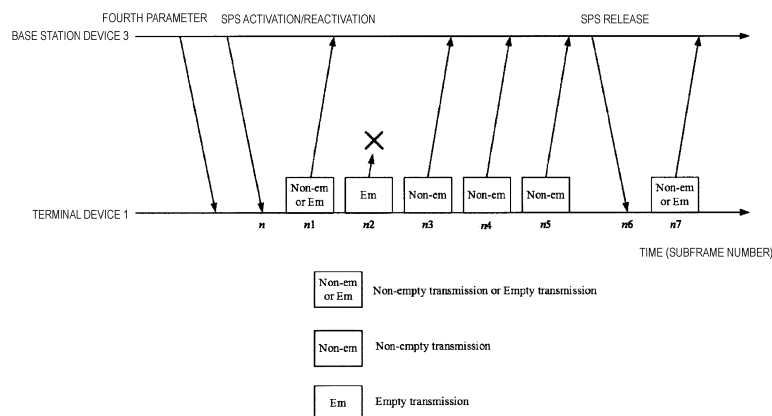 FOURTH PARAMETER
SPS ACTIVATION/REACTIVATION
SPS RELEASE
BASE STATION DEVICE 3
Non-em
or Em
Em
Non-em
Non-em
Non-em
Non-em
or Em
TERMINAL DEVICE 1
n
n1
n2
n3
n4
n5
n6
n7
TIME (SUBFRAME NUMBER)
Non-em
or Em
Non-empty transmission or Empty transmission
Non-em
Non-empty transmission
Em
Empty transmission